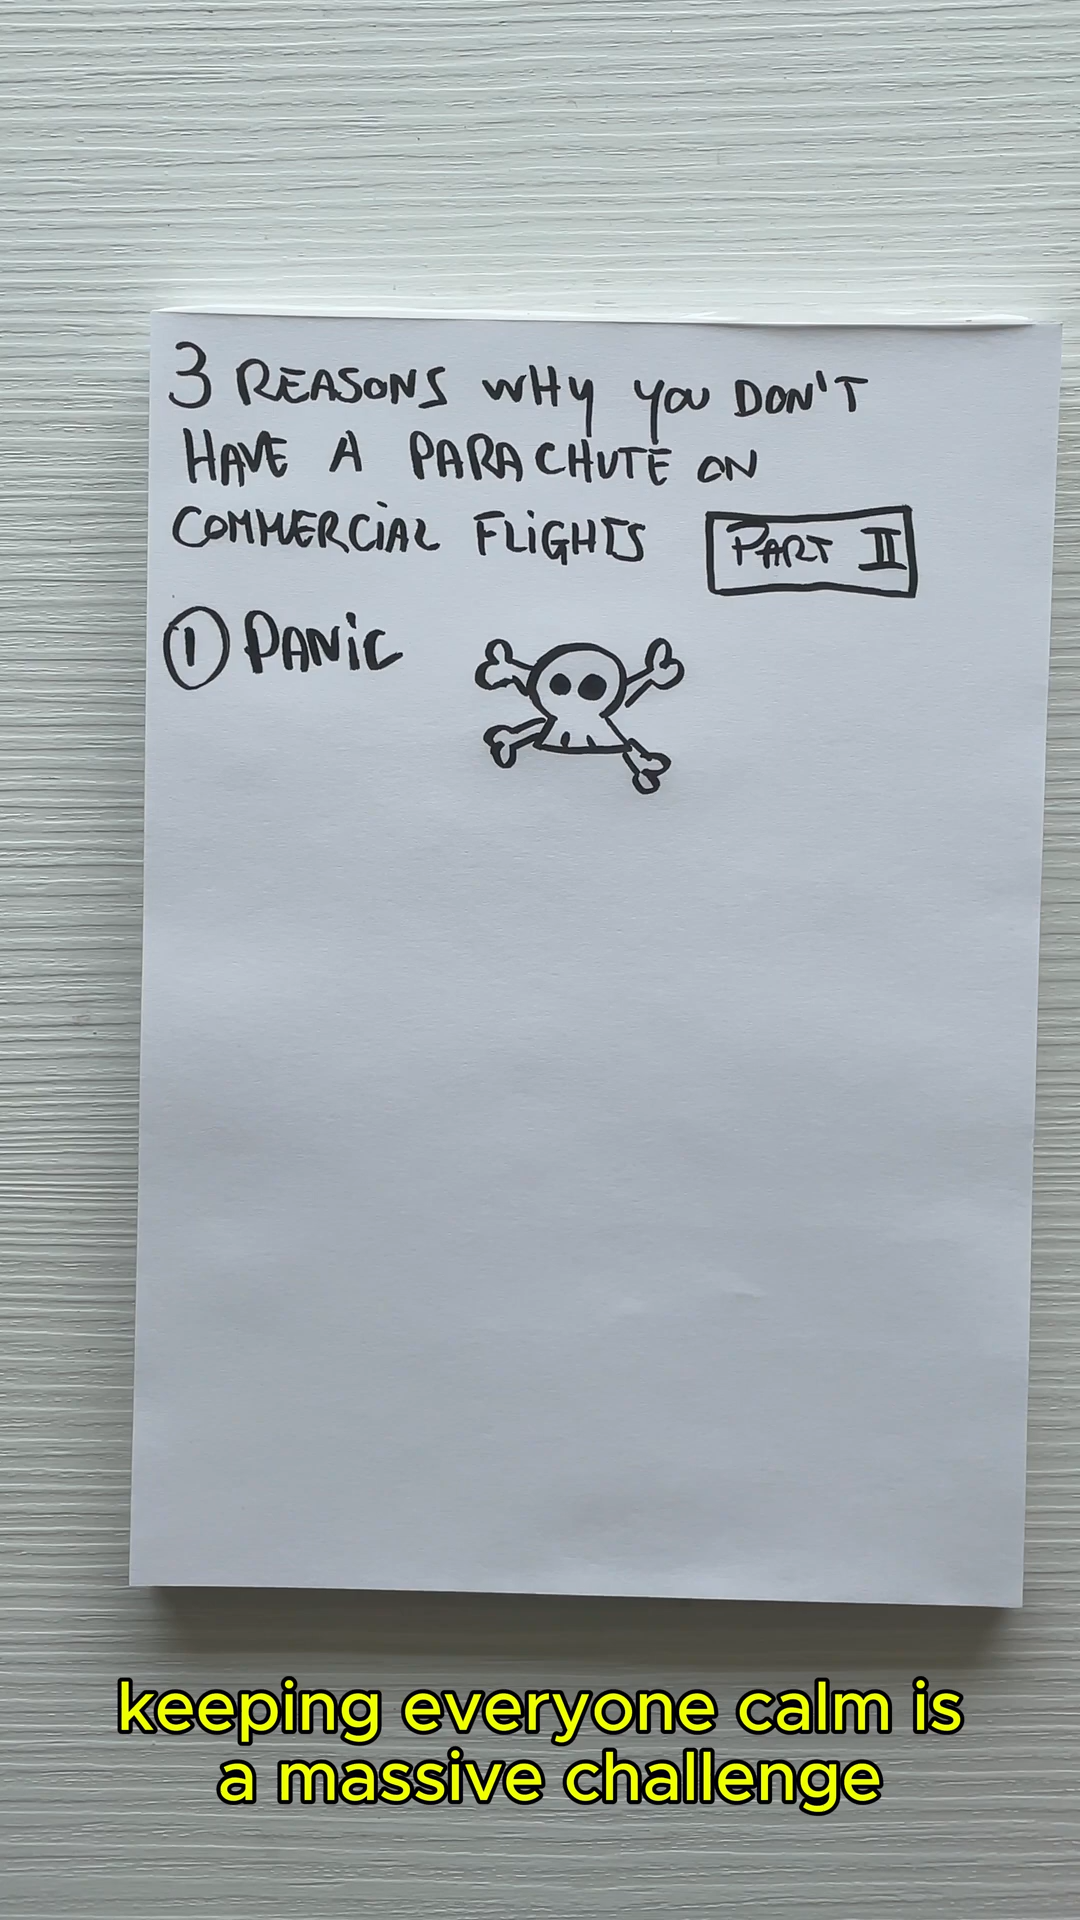 3 REASONS WHY YOU DON'T
HAVE A PARACHUTE ON
COMMERCIAL FLIGHTS PART II
1 PANIC
keeping everyone calm is
a massive challenge